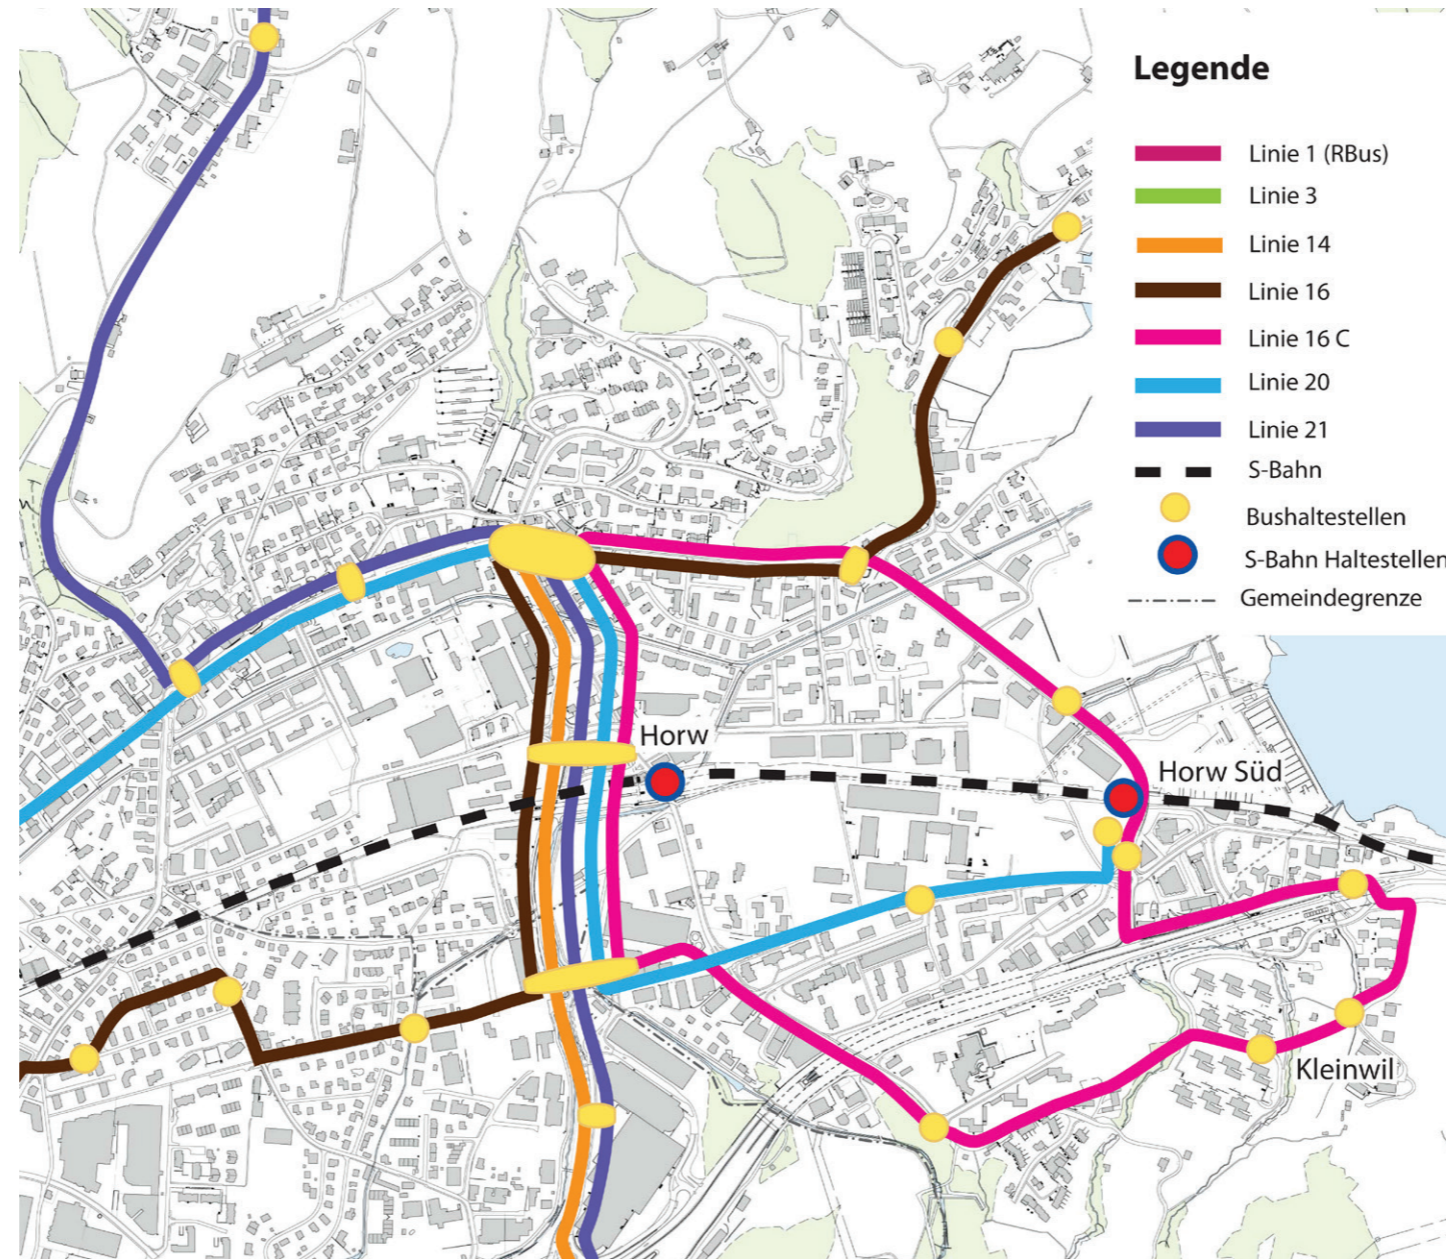 Legende
Linie 1 (RBus)
Linie 3
Linie 14
Linie 16
Linie 16 C
Linie 20
Linie 21
S-Bahn
Bushaltestellen
S-Bahn Haltestellen
Gemeindegrenze
Horw
Horw Süd
Kleinwil